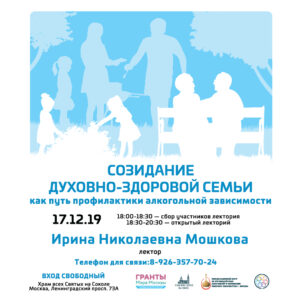 СОЗИДАНИЕ
ДУХОВНО-ЗДОРОВОЙ СЕМЬИ
как путь профилактики алкогольной зависимости
17.12.19
18:00-18:30 — сбор участников лектория
18:30-20:30 — открытый лекторий
Ирина Николаевна Мошкова
лектор
Телефон для связи:8-926-357-70-24
ВХОД СВОБОДНЫЙ
Храм всех Святых на Соколе
Москва, Ленинградский просп. 73А
ГРАНТЫ
Мэра Москвы